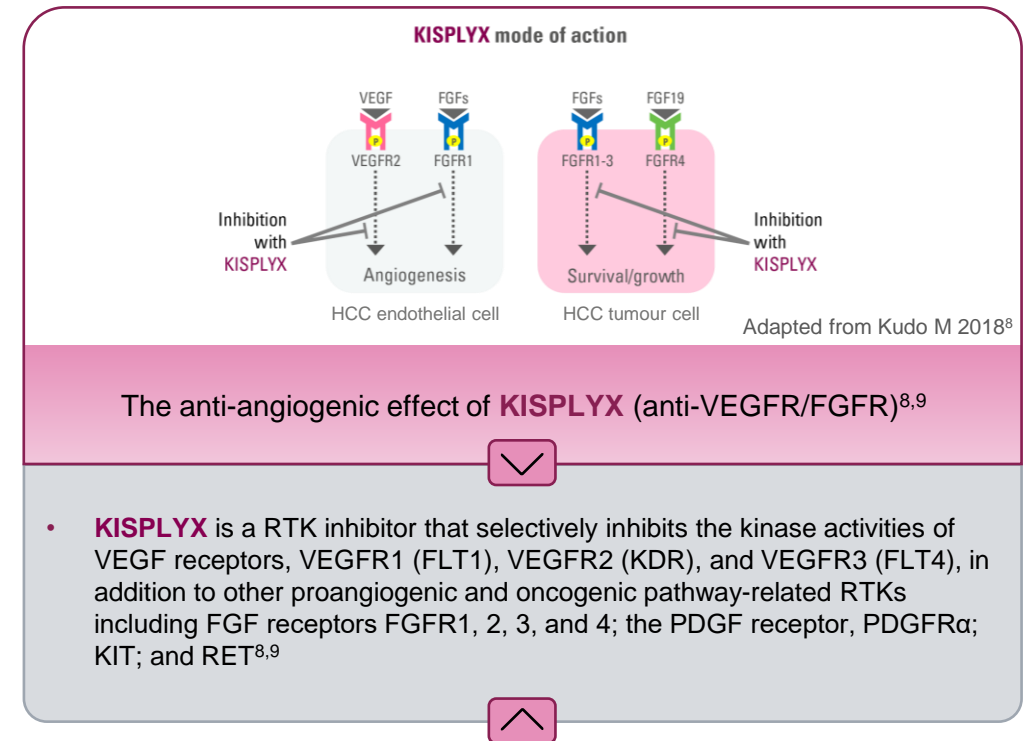 KISPLYX mode of action
VEGF FGFs FGFs FGF19
P P P P
VEGFR2 FGFR1 FGFR1-3 FGFR4
Inhibition
with
KISPLYX
Inhibition
with
KISPLYX
Angiogenesis Survival/growth
HCC endothelial cell HCC tumour cell
Adapted from Kudo M 2018⁸
The anti-angiogenic effect of KISPLYX (anti-VEGFR/FGFR)⁸,⁹
• KISPLYX is a RTK inhibitor that selectively inhibits the kinase activities of
VEGF receptors, VEGFR1 (FLT1), VEGFR2 (KDR), and VEGFR3 (FLT4), in
addition to other proangiogenic and oncogenic pathway-related RTKs
including FGF receptors FGFR1, 2, 3, and 4; the PDGF receptor, PDGFRα;
KIT; and RET⁸,⁹